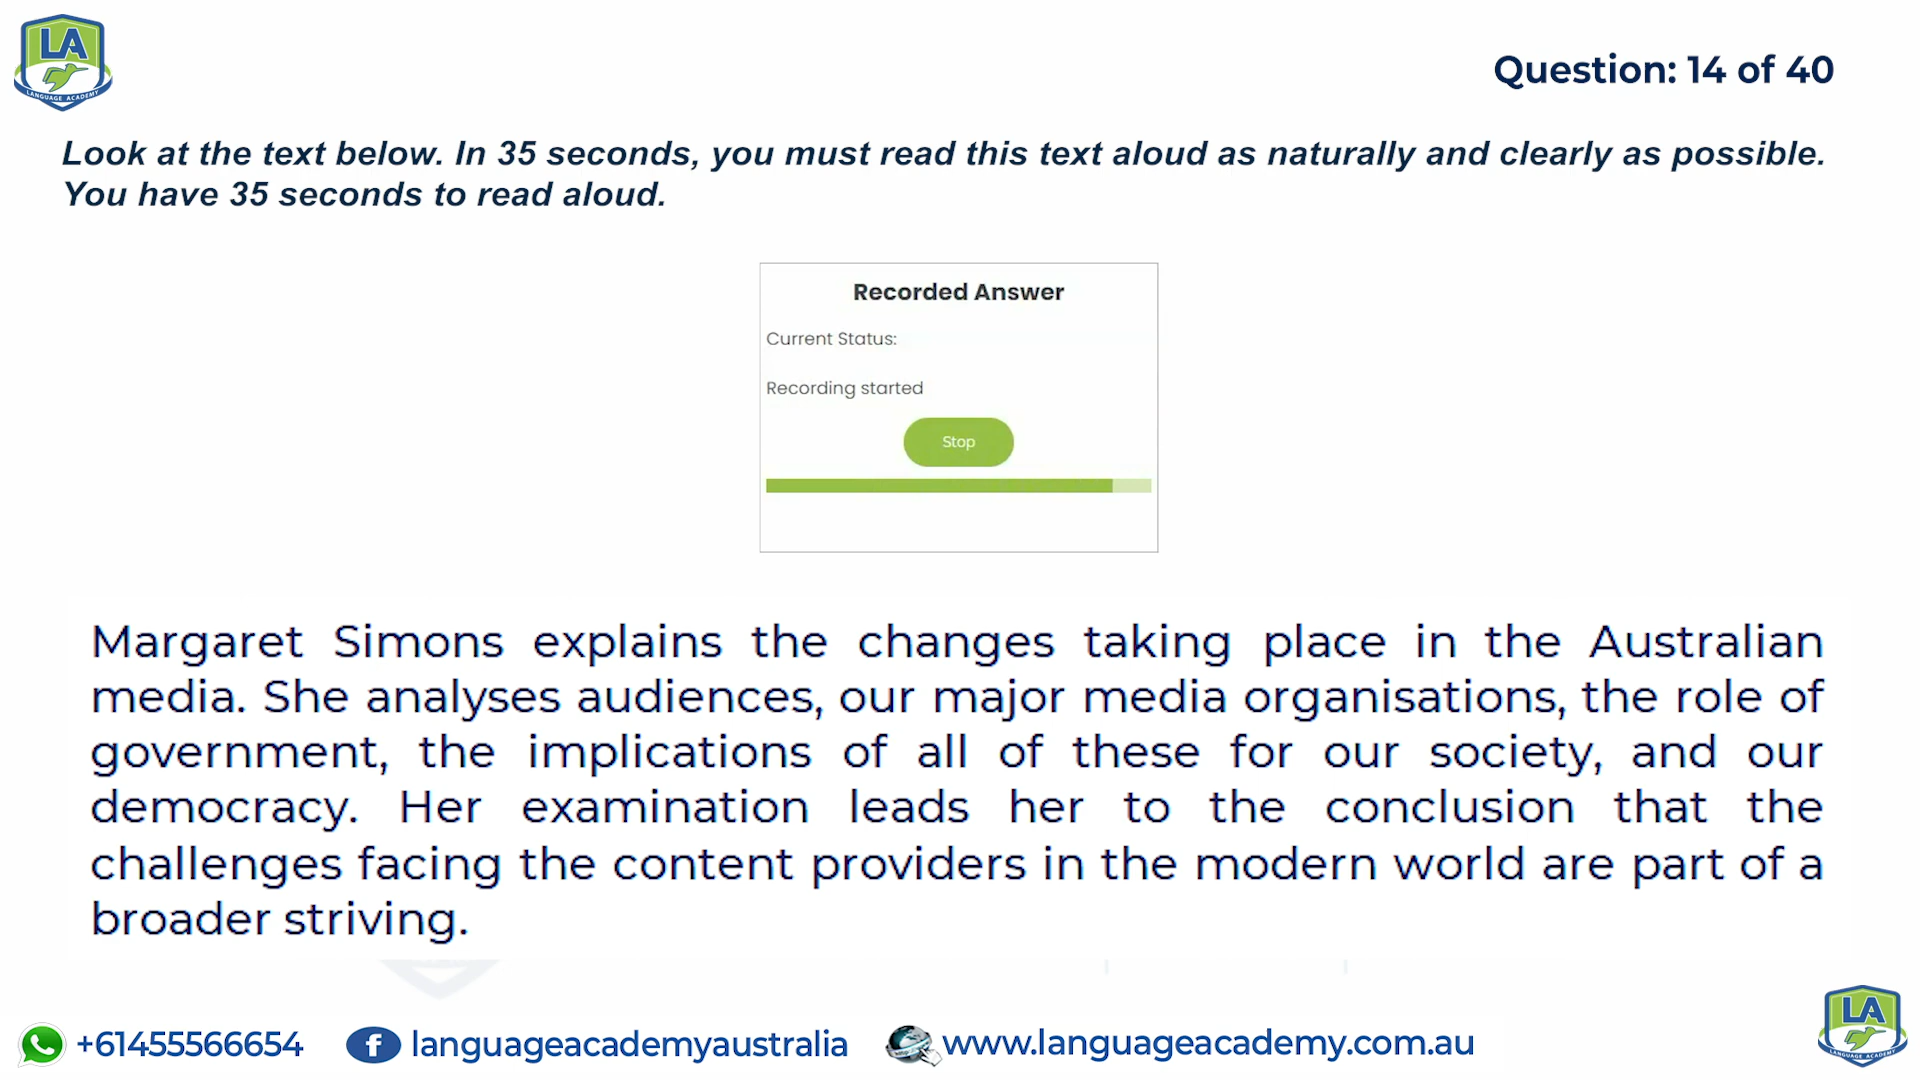 LA
LANGUAGE ACADEMY
Question: 14 of 40
Look at the text below. In 35 seconds, you must read this text aloud as naturally and clearly as possible.
You have 35 seconds to read aloud.
Recorded Answer
Current Status:
Recording started
Stop
Margaret Simons explains the changes taking place in the Australian
media. She analyses audiences, our major media organisations, the role of
government, the implications of all of these for our society, and our
democracy. Her examination leads her to the conclusion that the
challenges facing the content providers in the modern world are part of a
broader striving.
+61455566654
f languageacademyaustralia
www.languageacademy.com.au
LA
LANGUAGE ACADEMY